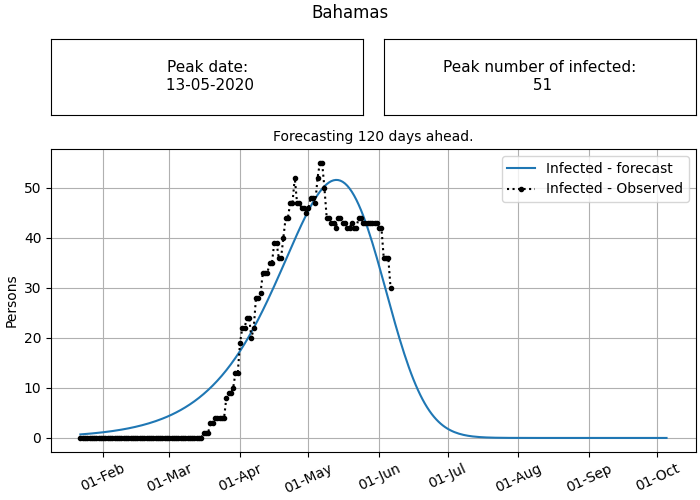 Bahamas
Peak date:
13-05-2020
Peak number of infected:
51
Forecasting 120 days ahead.
Infected - forecast
Infected - Observed
Persons
50
40
30
20
10
0
01-Feb
01-Mar
01-Apr
01-May
01-Jun
01-Jul
01-Aug
01-Sep
01-Oct